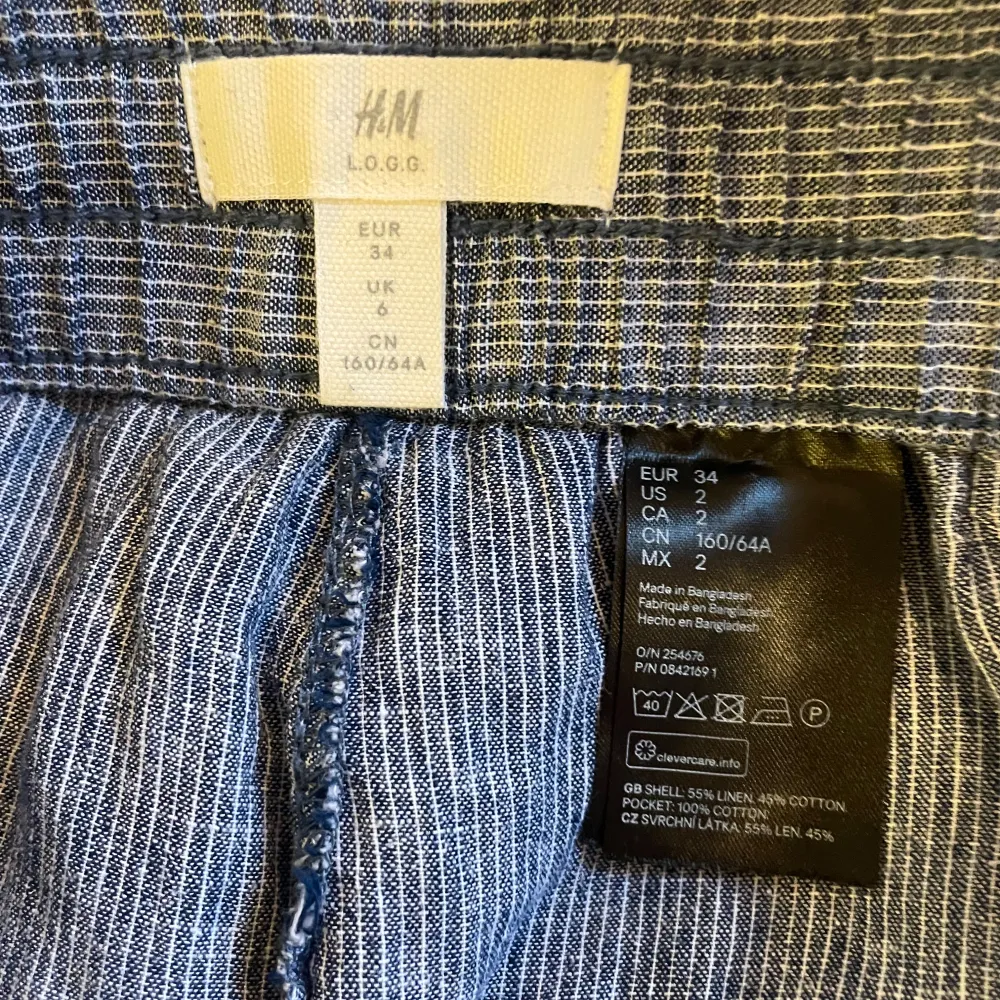 H&M
L.O.G.G.
EUR
34
UK
6
CN
160/64A
EUR 34
US 2
CA 2
CN 160/64A
MX 2
Made in Bangladesh
Fabriqué en Bangladesh
Hecho en Bangladesh
O/N 254676
P/N 0842169 1
40
P
clevercare.info
GB SHELL: 55% LINEN, 45% COTTON
POCKET: 100% COTTON
CZ SVRCHNÍ LÁTKA, 55% LEN, 45%